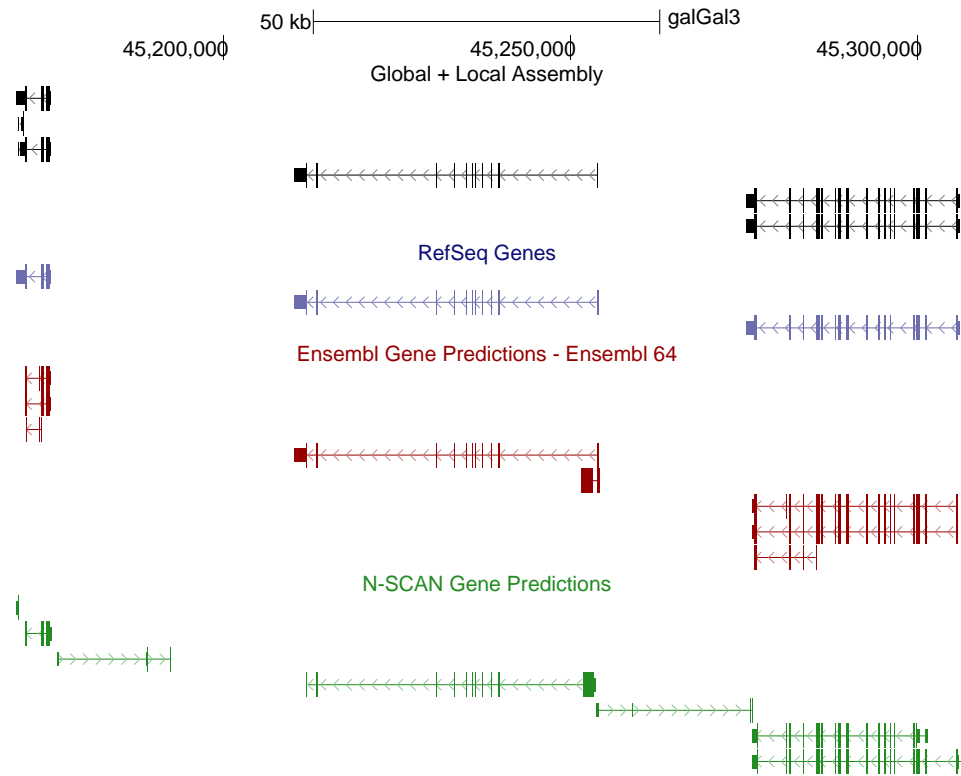 50 kb galGal3
45,200,000 45,250,000 45,300,000
Global + Local Assembly
RefSeq Genes
Ensembl Gene Predictions - Ensembl 64
N-SCAN Gene Predictions